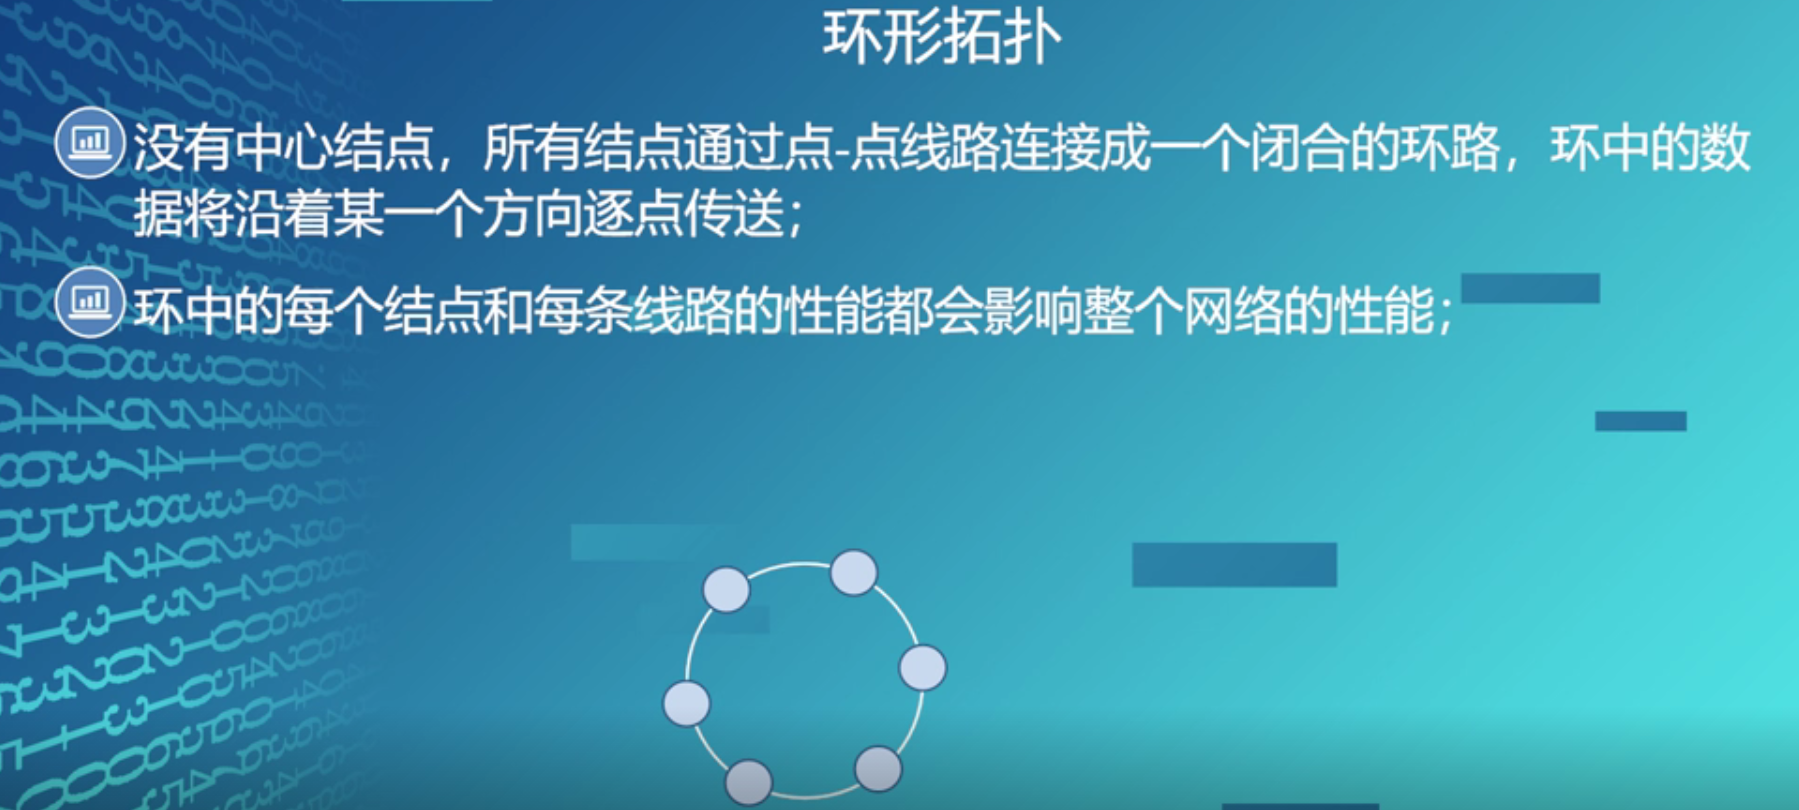 环形拓扑
没有中心结点，所有结点通过点-点线路连接成一个闭合的环路，环中的数
据将沿着某一个方向逐点传送；
环中的每个结点和每条线路的性能都会影响整个网络的性能；